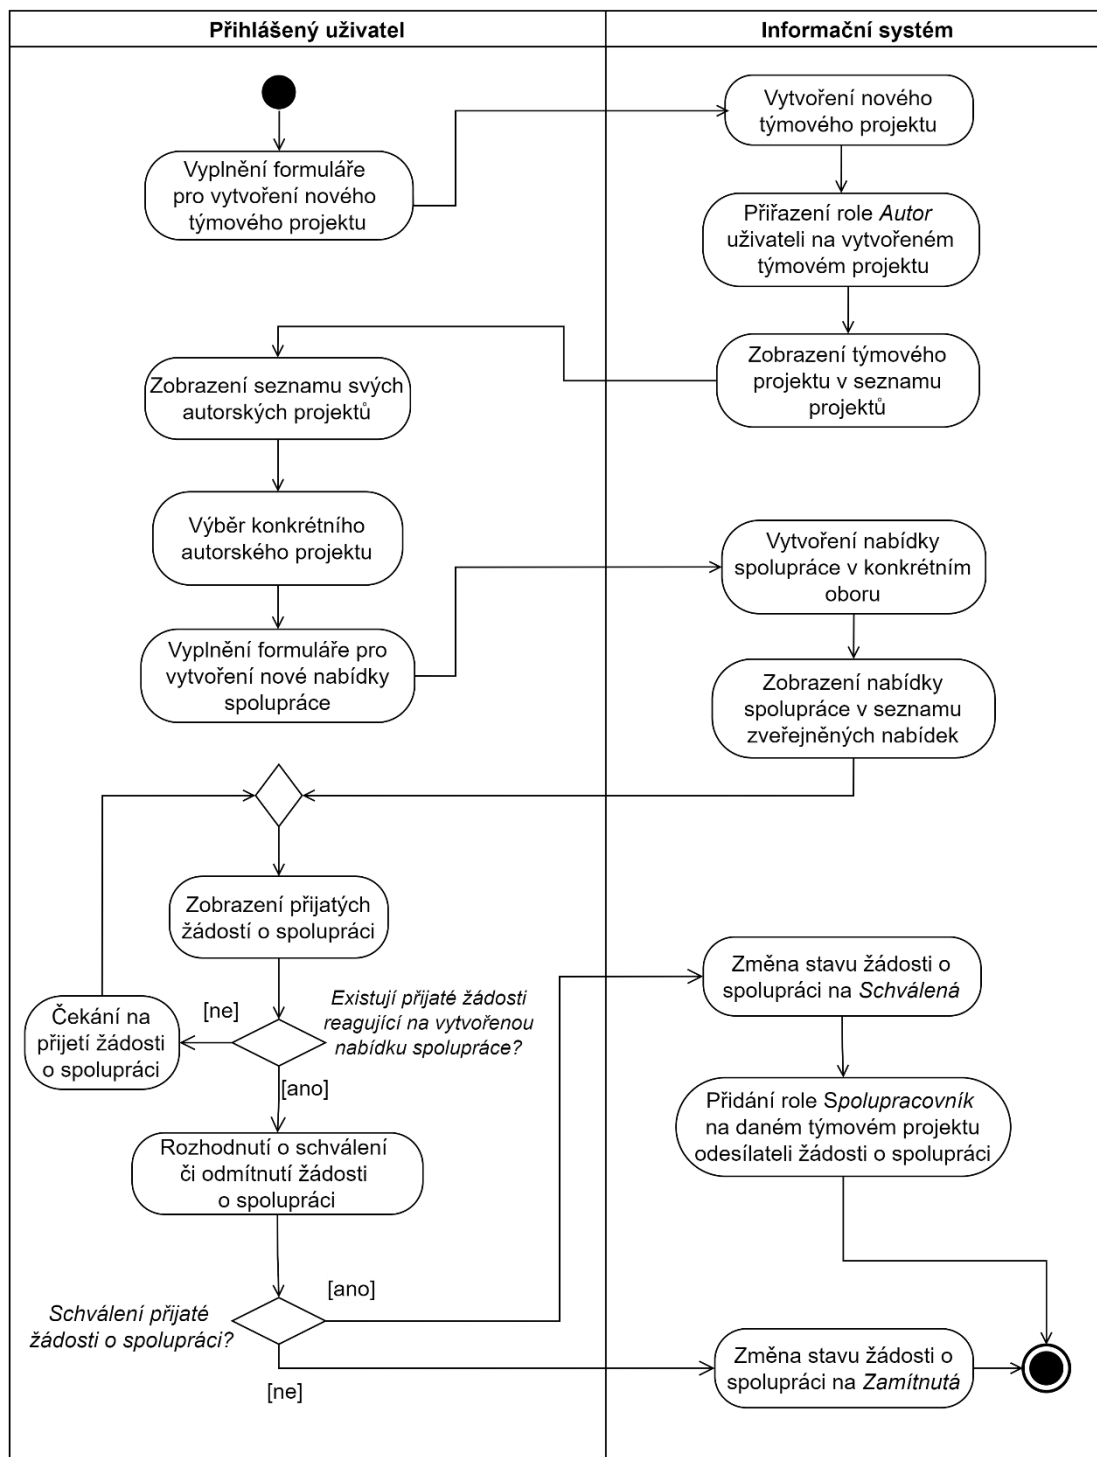 Přihlášený uživatel
Informační systém
Vyplnění formuláře
pro vytvoření nového
týmového projektu
Vytvoření nového
týmového projektu
Přiřazení role Autor
uživateli na vytvořeném
týmovém projektu
Zobrazení týmového
projektu v seznamu
projektů
Zobrazení seznamu svých
autorských projektů
Výběr konkrétního
autorského projektu
Vyplnění formuláře pro
vytvoření nové nabídky
spolupráce
Vytvoření nabídky
spolupráce v konkrétním
oboru
Zobrazení nabídky
spolupráce v seznamu
zveřejněných nabídek
Zobrazení přijatých
žádostí o spolupráci
Existují přijaté žádosti
reagující na vytvořenou
nabídku spolupráce?
[ne]
Čekání na
přijetí žádosti
o spolupráci
[ano]
Rozhodnutí o schválení
či odmítnutí žádosti
o spolupráci
Schválení přijaté
žádosti o spolupráci?
[ano]
Změna stavu žádosti o
spolupráci na Schválená
Přidání role Spolupracovník
na daném týmovém projektu
odesílateli žádosti o spolupráci
[ne]
Změna stavu žádosti o
spolupráci na Zamítnutá